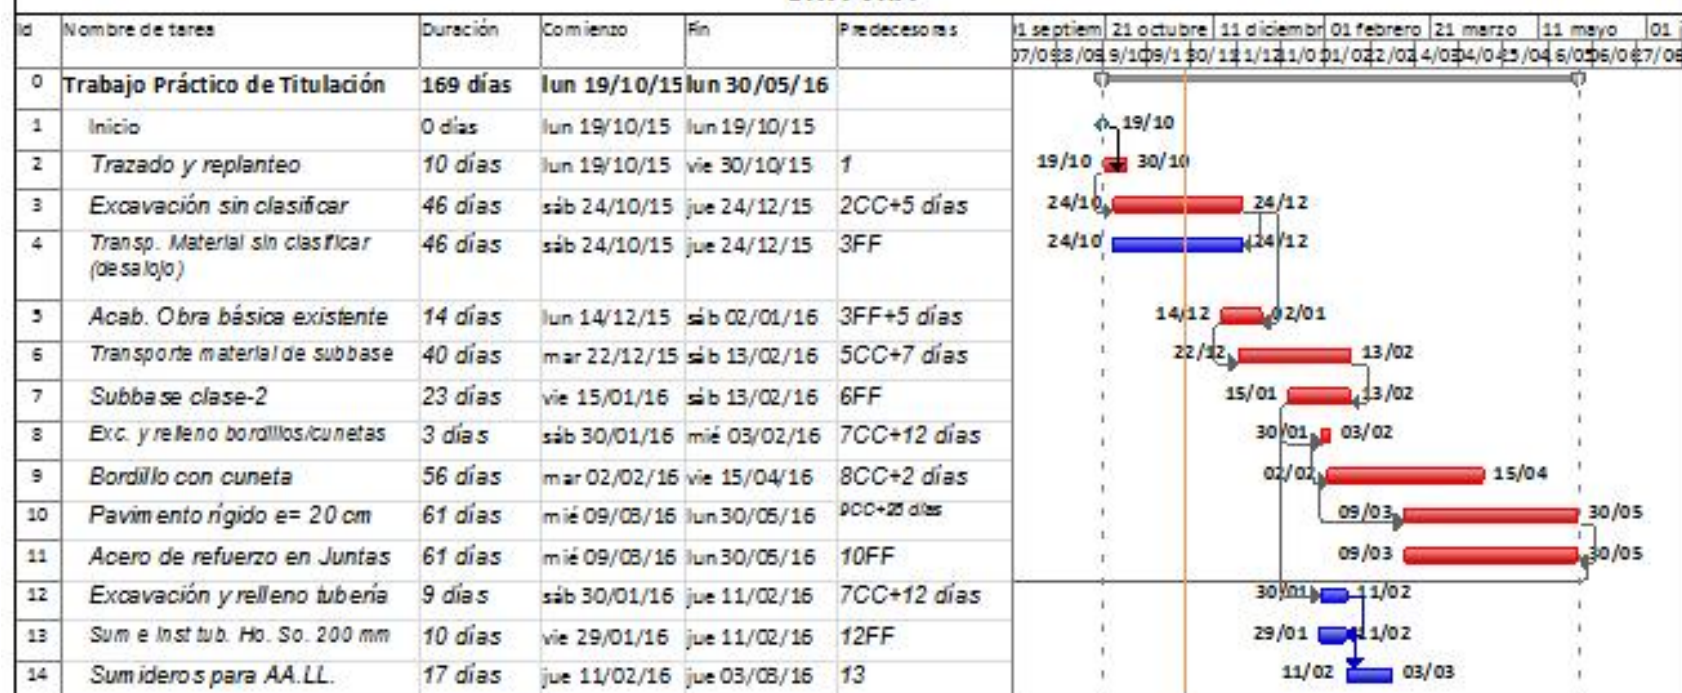 Id Nombre de tarea Duración Comienzo Fin Predecesoras 21 octubre 11 diciembr 01 febrero 21 marzo 11 mayo 01
0 Trabajo Práctico de Titulación 169 días lun 19/10/15 lun 30/05/16
1 Inicio 0 días lun 19/10/15 lun 19/10/15 19/10
2 Trazado y replanteo 10 días lun 19/10/15 vie 30/10/15 1 19/10 30/10
3 Excavación sin clasificar 46 días sáb 24/10/15 jue 24/12/15 2CC+5 días 24/10 24/12
4 Transp. Material sin clasificar 46 días sáb 24/10/15 jue 24/12/15 3FF 24/10 24/12
(desalojo)
5 Acab. Obra básica existente 14 días lun 14/12/15 sáb 02/01/16 3FF+5 días 14/12 02/01
6 Transporte material de subbase 40 días mar 22/12/15 sáb 13/02/16 5CC+7 días 22/12 13/02
7 Subbase clase-2 23 días vie 15/01/16 sáb 13/02/16 6FF 15/01 13/02
8 Exc. y relleno bordillos/cunetas 3 días sáb 30/01/16 mié 03/02/16 7CC+12 días 30/01 03/02
9 Bordillo con cuneta 56 días mar 02/02/16 vie 15/04/16 8CC+2 días 02/02 15/04
10 Pavimento rígido e= 20 cm 61 días mié 09/03/16 lun 30/05/16 9CC+25 días 09/03 30/05
11 Acero de refuerzo en Juntas 61 días mié 09/03/16 lun 30/05/16 10FF 09/03 30/05
12 Excavación y relleno tubería 9 días sáb 30/01/16 jue 11/02/16 7CC+12 días 30/01 11/02
13 Sum e Inst tub. Ho. So. 200 mm 10 días vie 29/01/16 jue 11/02/16 12FF 29/01 11/02
14 Sumideros para AA.LL. 17 días jue 11/02/16 jue 03/03/16 13 11/02 03/03